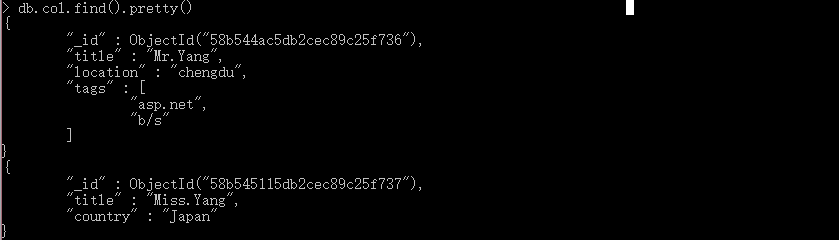 > db.col.find().pretty()
{
        "_id" : ObjectId("58b544ac5db2cec89c25f736"),
        "title" : "Mr.Yang",
        "location" : "chengdu",
        "tags" : [
                "asp.net",
                "b/s"
        ]
}
{
        "_id" : ObjectId("58b545115db2cec89c25f737"),
        "title" : "Miss.Yang",
        "country" : "Japan"
}